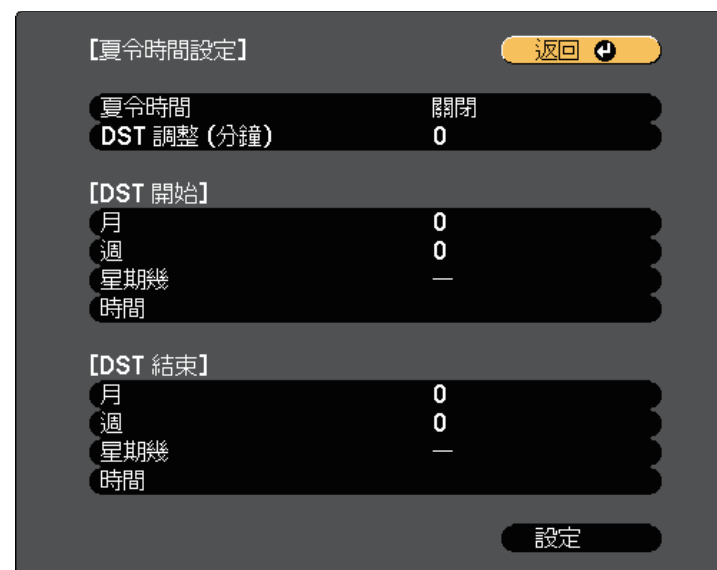 [夏令時間設定] 返回
夏令時間 關閉
DST 調整 (分鐘) 0
[DST 開始]
月 0
週 0
星期幾 —
時間
[DST 結束]
月 0
週 0
星期幾 —
時間
設定